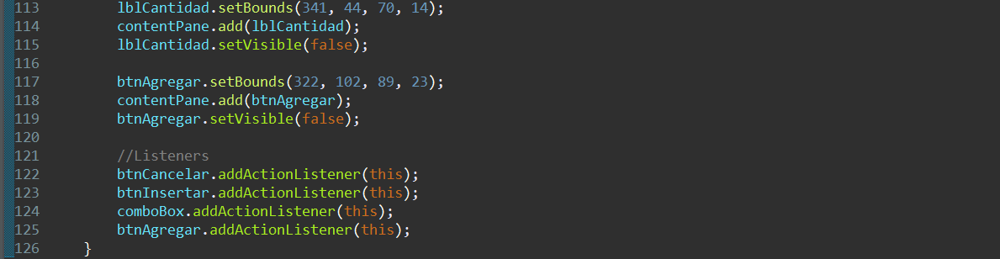 113 lblCantidad.setBounds(341, 44, 70, 14);
114 contentPane.add(lblCantidad);
115 lblCantidad.setVisible(false);
116
117 btnAgregar.setBounds(322, 102, 89, 23);
118 contentPane.add(btnAgregar);
119 btnAgregar.setVisible(false);
120
121 //Listeners
122 btnCancelar.addActionListener(this);
123 btnInsertar.addActionListener(this);
124 comboBox.addActionListener(this);
125 btnAgregar.addActionListener(this);
126 }